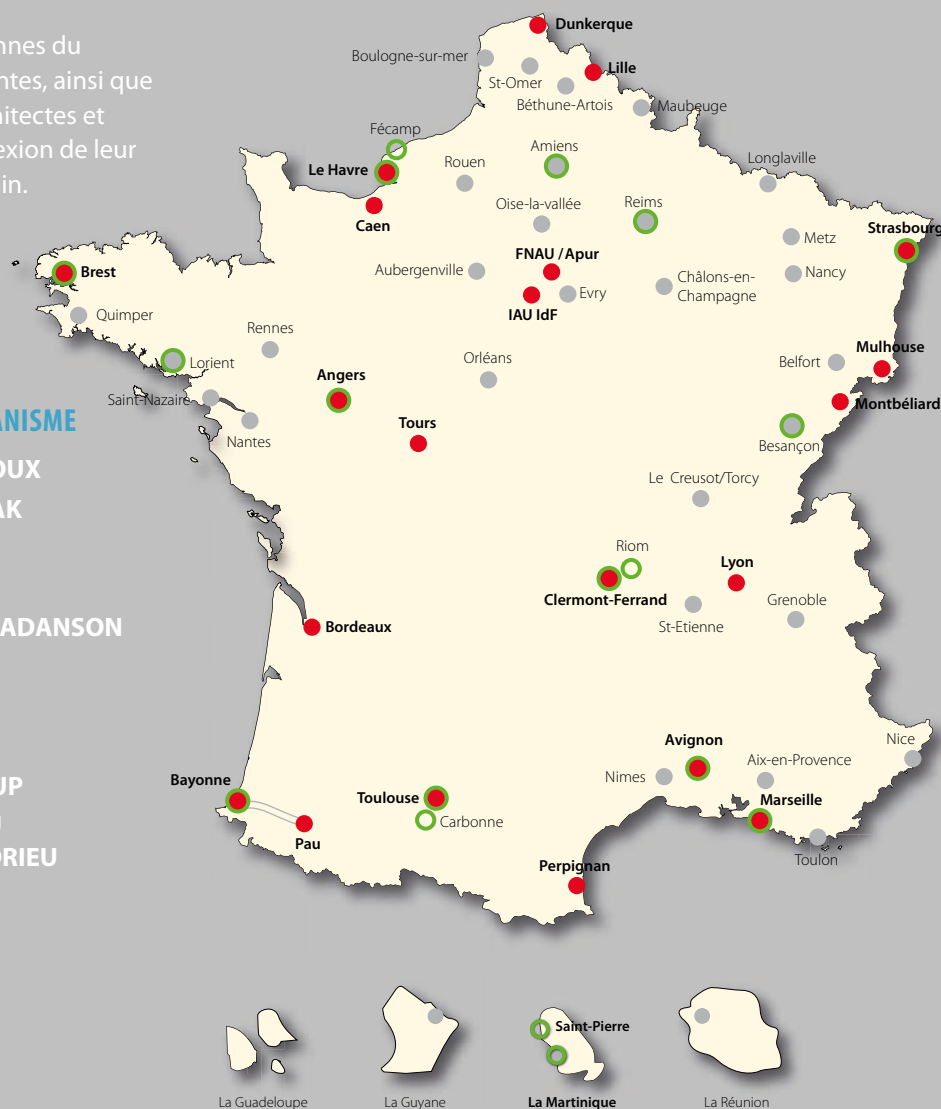 nnes du
ntes, ainsi que
hitectes et
exion de leur
in.
ANISME
OUX
AK
ADANSON
UP
DRIEU
Dunkerque
Boulogne-sur-mer
St-Omer
Lille
Béthune-Artois
Maubeuge
Fécamp
Le Havre
Rouen
Amiens
Longlaville
Caen
Oise-la-vallée
Reims
Metz
Strasbourg
Brest
Aubergenville
FNAU /Apur
Châlons-en-
Champagne
Nancy
Evry
IAU IdF
Quimper
Rennes
Lorient
Orléans
Belfort
Mulhouse
Angers
Saint-Nazaire
Montbéliard
Nantes
Tours
Besançon
Le Creusot/Torcy
Riom
Lyon
Clermont-Ferrand
Grenoble
St-Etienne
Bordeaux
Avignon
Nice
Nimes
Aix-en-Provence
Bayonne
Toulouse
Marseille
Carbonne
Pau
Toulon
Perpignan
Saint-Pierre
La Guadeloupe
La Guyane
La Martinique
La Réunion